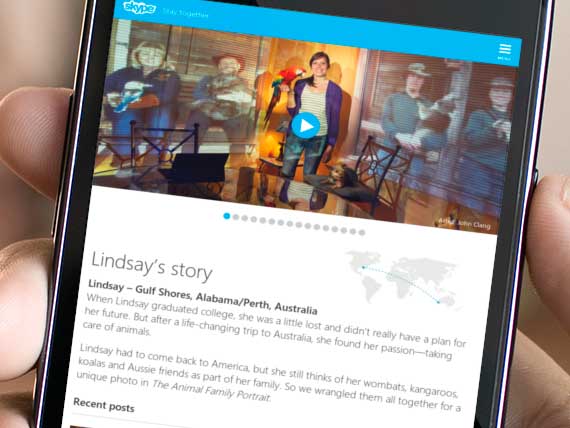 skype Stay together
MENU
Artist John Clang
Lindsay's story
Lindsay – Gulf Shores, Alabama/Perth, Australia
When Lindsay graduated college, she was a little lost and didn't really have a plan for
her future. But after a life-changing trip to Australia, she found her passion—taking
care of animals.
Lindsay had to come back to America, but she still thinks of her wombats, kangaroos,
koalas and Aussie friends as part of her family. So we wrangled them all together for a
unique photo in The Animal Family Portrait.
Recent posts